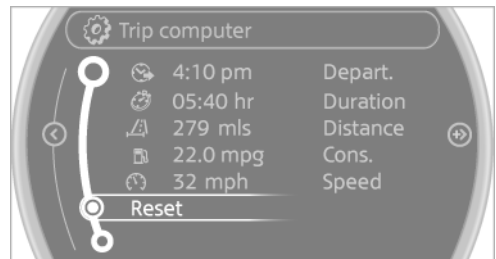 Trip computer
4:10 pm Depart.
05:40 hr Duration
279 mls Distance
22.0 mpg Cons.
32 mph Speed
Reset